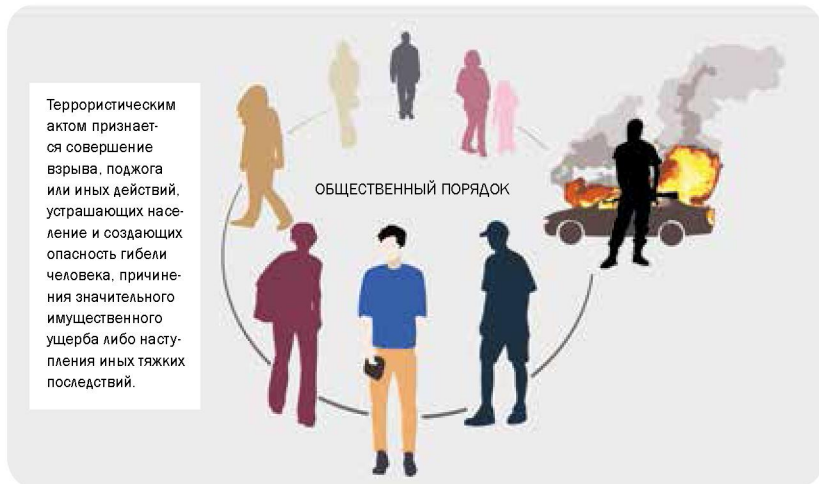 Террористическим
актом признает-
ся совершение
взрыва, поджога
или иных действий,
устрашающих насе-
ление и создающих
опасность гибели
человека, причине-
ния значительного
имущественного
ущерба либо насту-
пления иных тяжких
последствий.
ОБЩЕСТВЕННЫЙ ПОРЯДОК